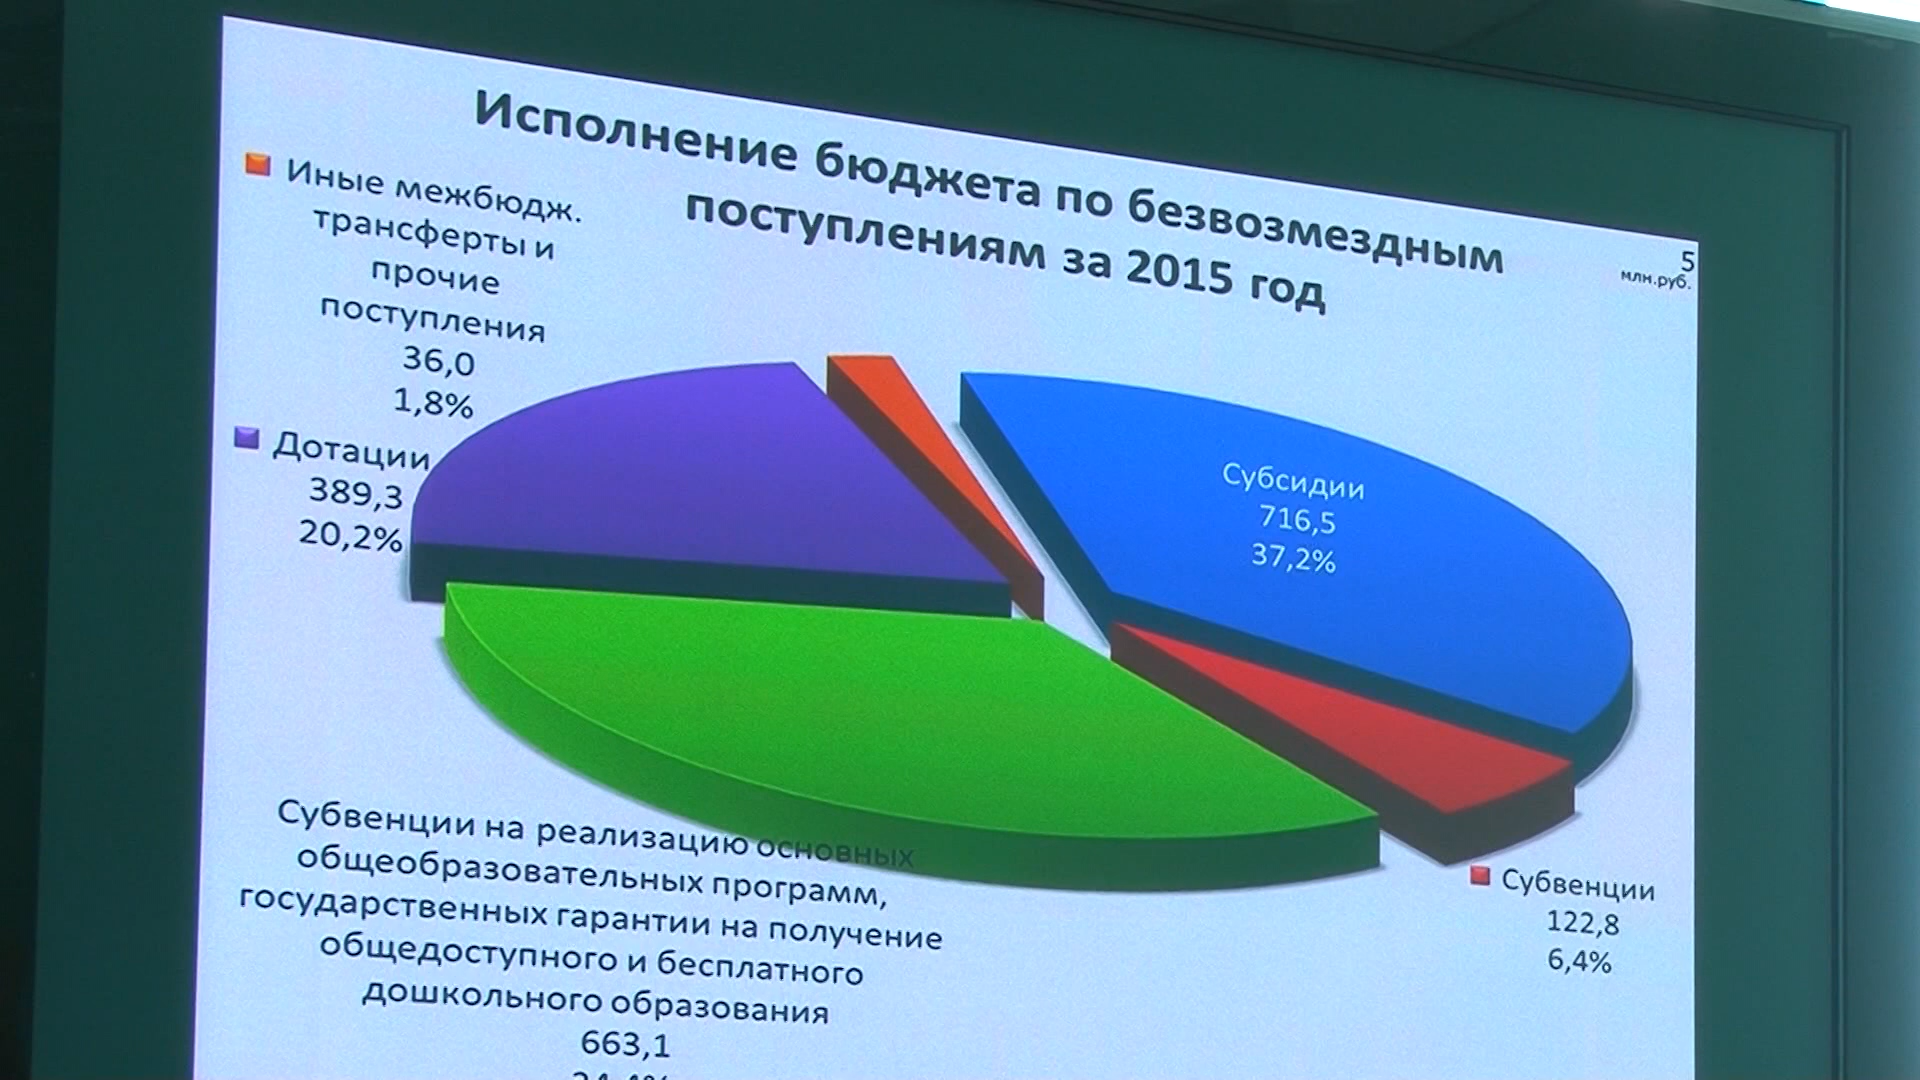 Исполнение бюджета по безвозмездным
поступлениям за 2015 год
5
млн.руб.
Иные межбюдж.
трансферты и
прочие
поступления
36,0
1,8%
Дотации
389,3
20,2%
Субсидии
716,5
37,2%
Субвенции на реализацию основных
общеобразовательных программ,
государственных гарантии на получение
общедоступного и бесплатного
дошкольного образования
663,1
Субвенции
122,8
6,4%